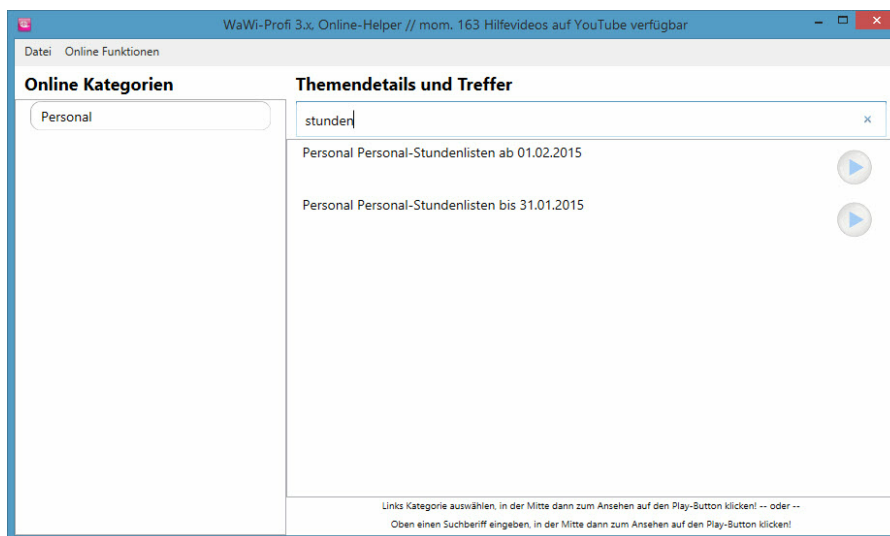 WaWi-Profi 3.x, Online-Helper // mom. 163 Hilfevideos auf YouTube verfügbar
Datei Online Funktionen
Online Kategorien
Themendetails und Treffer
Personal
stunden
Personal Personal-Stundenlisten ab 01.02.2015
Personal Personal-Stundenlisten bis 31.01.2015
Links Kategorie auswählen, in der Mitte dann zum Ansehen auf den Play-Button klicken! -- oder --
Oben einen Suchberiff eingeben, in der Mitte dann zum Ansehen auf den Play-Button klicken!